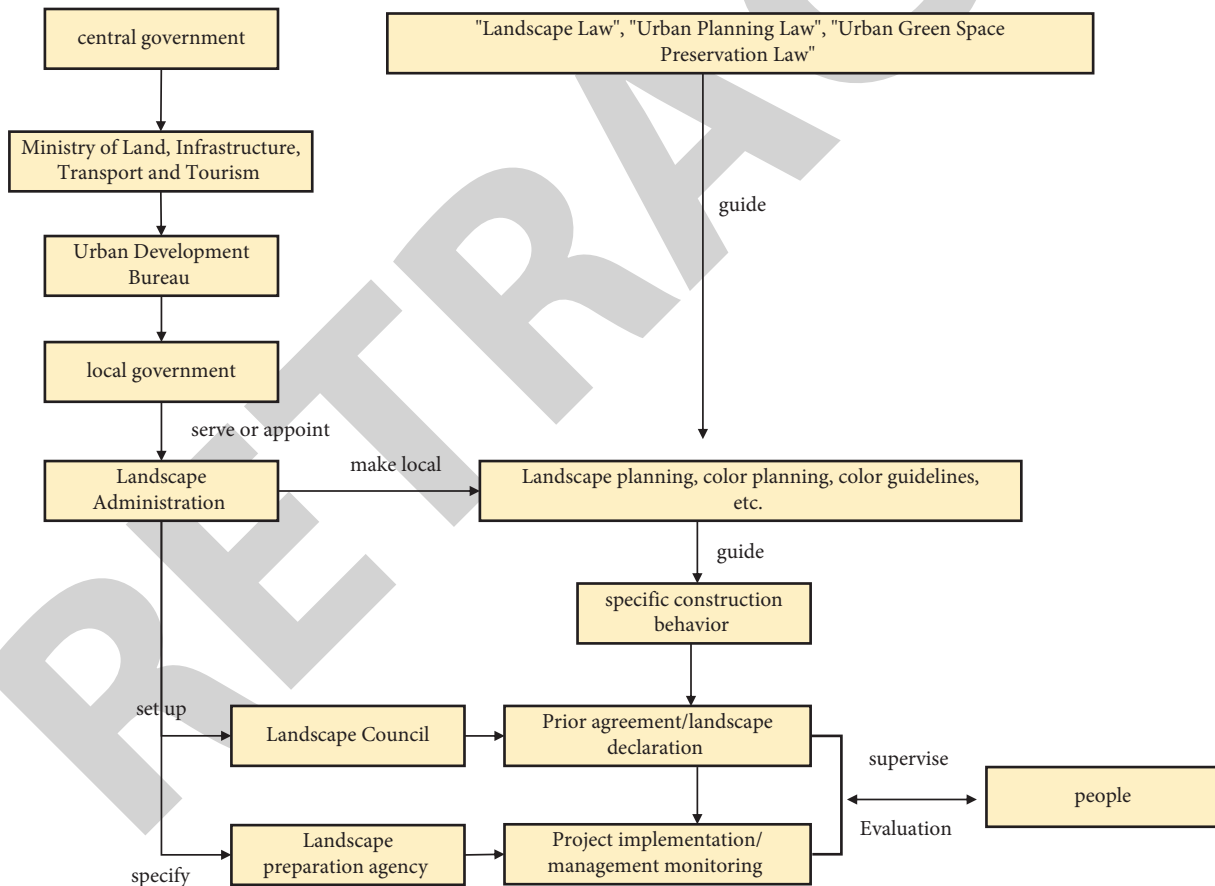 central government
"Landscape Law", "Urban Planning Law", "Urban Green Space
Preservation Law"
Ministry of Land, Infrastructure,
Transport and Tourism
guide
Urban Development
Bureau
local government
serve or appoint
make local
Landscape
Administration
Landscape planning, color planning, color guidelines,
etc.
guide
specific construction
behavior
set up
Landscape Council
Prior agreement/landscape
declaration
supervise
people
Evaluation
Landscape
preparation agency
Project implementation/
management monitoring
specify
RETRAC